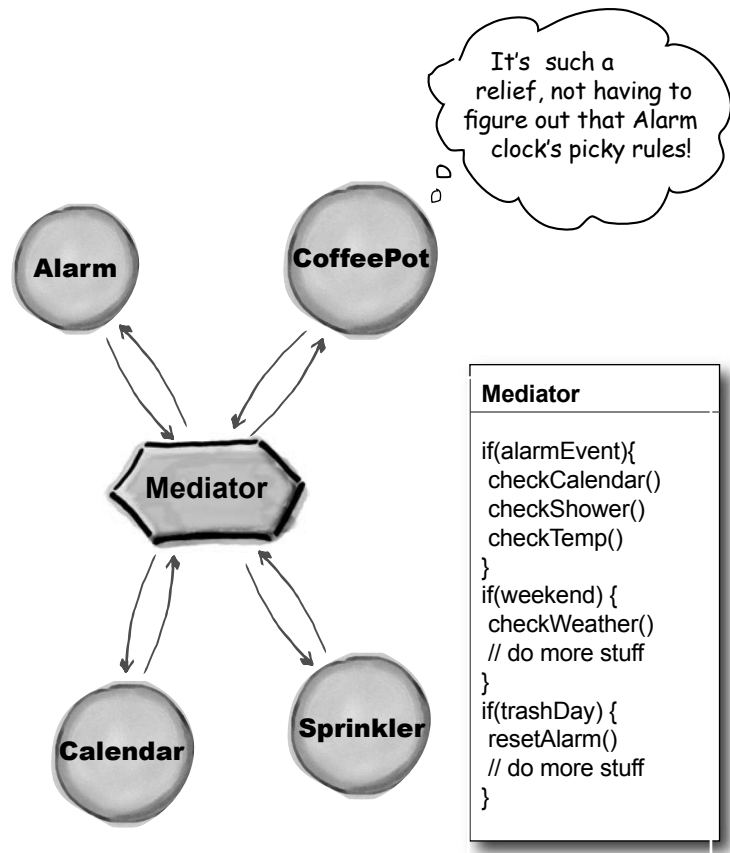 It's such a
relief, not having to
figure out that Alarm
clock's picky rules!
Alarm
CoffeePot
Mediator
Calendar
Sprinkler
Mediator
if(alarmEvent){
checkCalendar()
checkShower()
checkTemp()
}
if(weekend) {
checkWeather()
// do more stuff
}
if(trashDay) {
resetAlarm()
// do more stuff
}